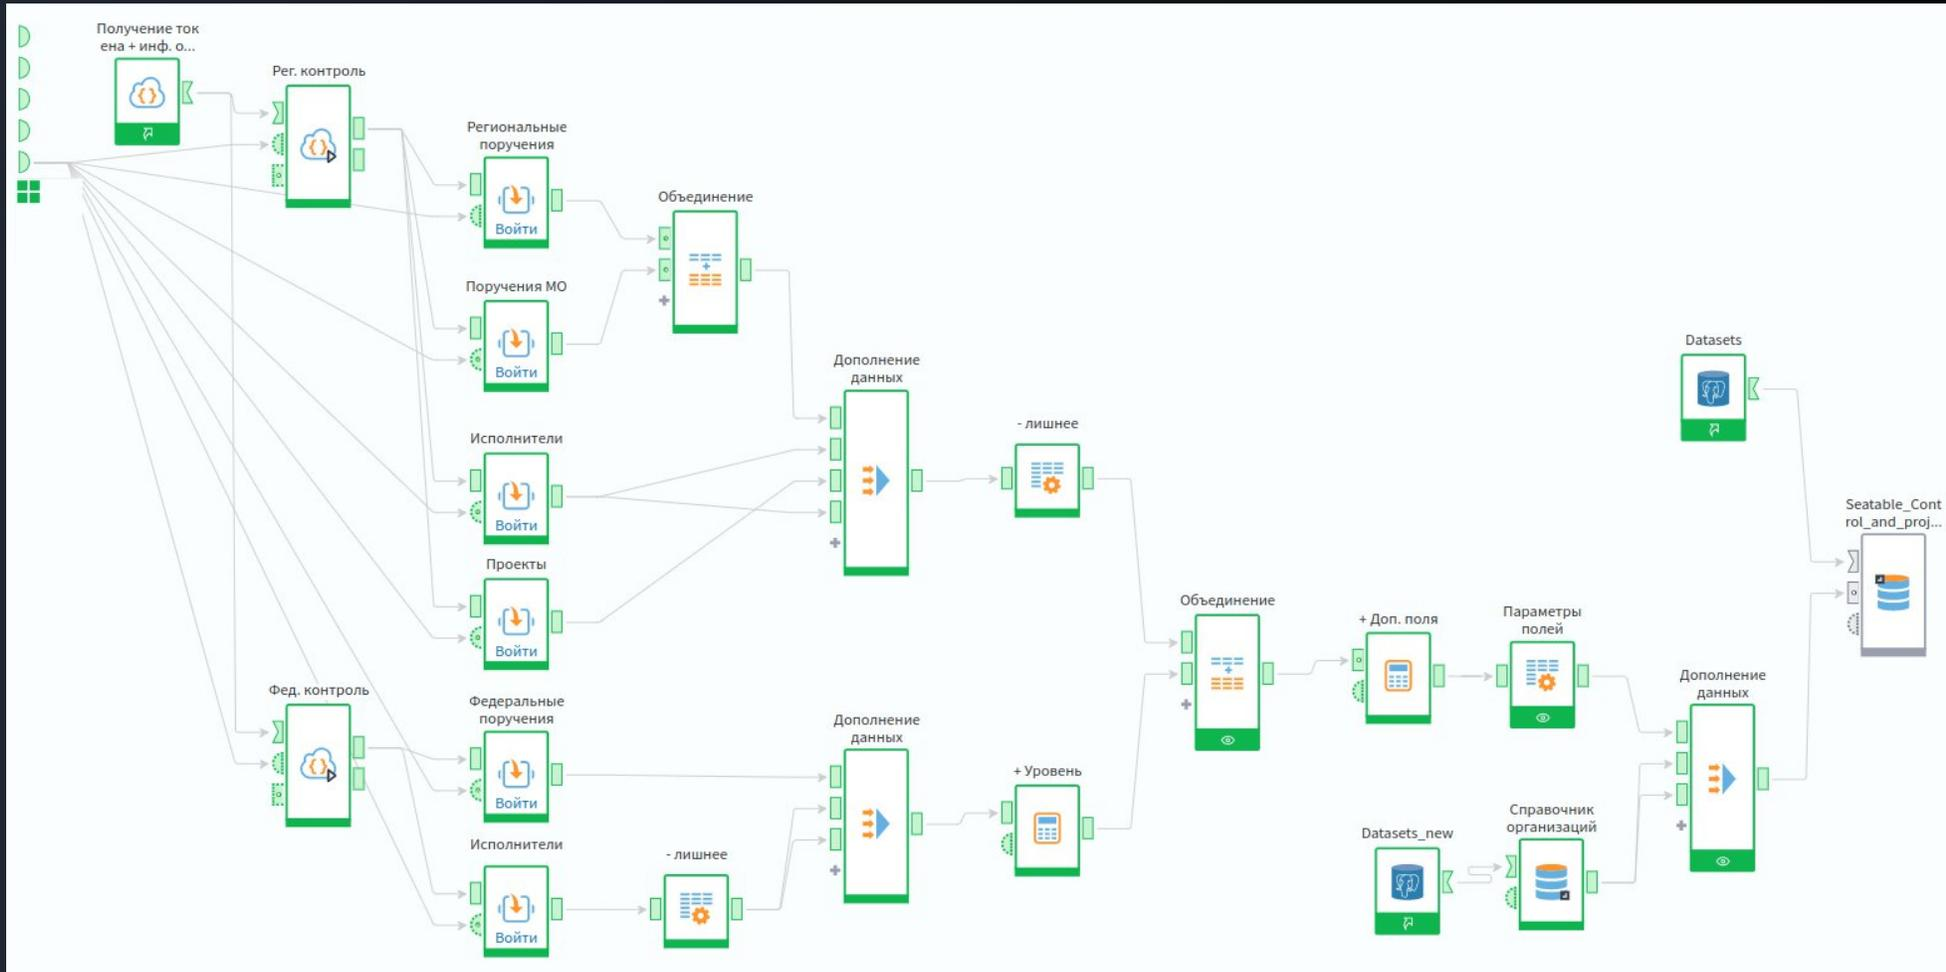 Получение ток
ена + инф. о...
Рег. контроль
Региональные
поручения
Войти
Объединение
Поручения МО
Войти
Дополнение
данных
Исполнители
Войти
- лишнее
Проекты
Войти
Datasets
Seatable_Cont
rol_and_proj...
Объединение
+ Доп. поля
Параметры
полей
Дополнение
данных
Фед. контроль
Федеральные
поручения
Войти
Дополнение
данных
+ Уровень
Исполнители
Войти
- лишнее
Datasets_new
Справочник
организаций